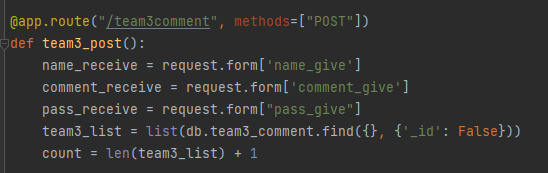 @app.route("/team3comment", methods=["POST"])
def team3_post():
    name_receive = request.form['name_give']
    comment_receive = request.form['comment_give']
    pass_receive = request.form["pass_give"]
    team3_list = list(db.team3_comment.find({}, {'_id': False}))
    count = len(team3_list) + 1